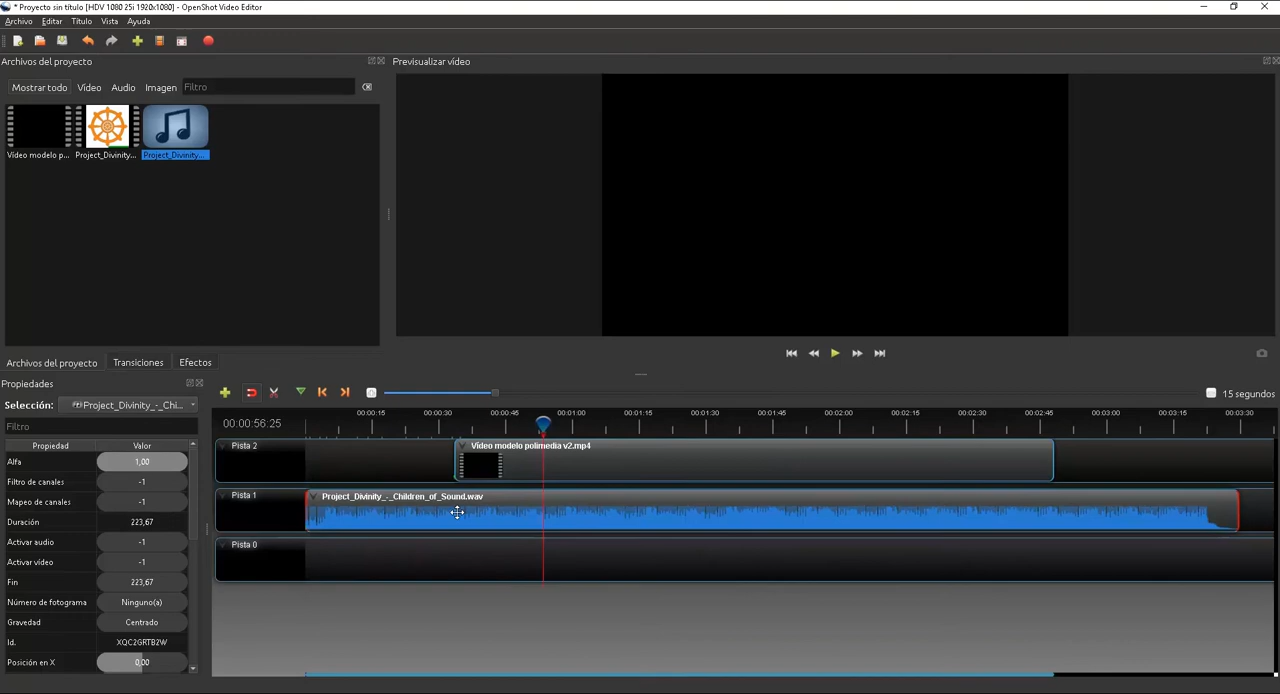 * Proyecto sin título [HDV 1080 25i 1920x1080] - OpenShot Video Editor
Archivo Editar Título Vista Ayuda
Archivos del proyecto
Previsualizar vídeo
Mostrar todo Vídeo Audio Imagen Filtro
Vídeo modelo p... Project_Divinity... Project_Divinity...
Archivos del proyecto Transiciones Efectos
Propiedades
Selección: Project_Divinity_-_Chi...
15 segundos
Filtro
00:00:56:25
00:00:15 00:00:30 00:00:46 00:01:00 00:01:15 00:01:30 00:01:45 00:02:00 00:02:15 00:02:30 00:02:45 00:03:00 00:03:15 00:03:30
Propiedad Valor
Alfa 1,00
Filtro de canales -1
Mapeo de canales -1
Duración 223,67
Activar audio -1
Activar vídeo -1
Fin 223,67
Número de fotograma Ninguno(a)
Gravedad Centrado
Id. XQC2GRTB2W
Posición en X 0,00
Pista 2
Vídeo modelo polimedia v2.mp4
Pista 1
Project_Divinity_-_Children_of_Sound.wav
Pista 0